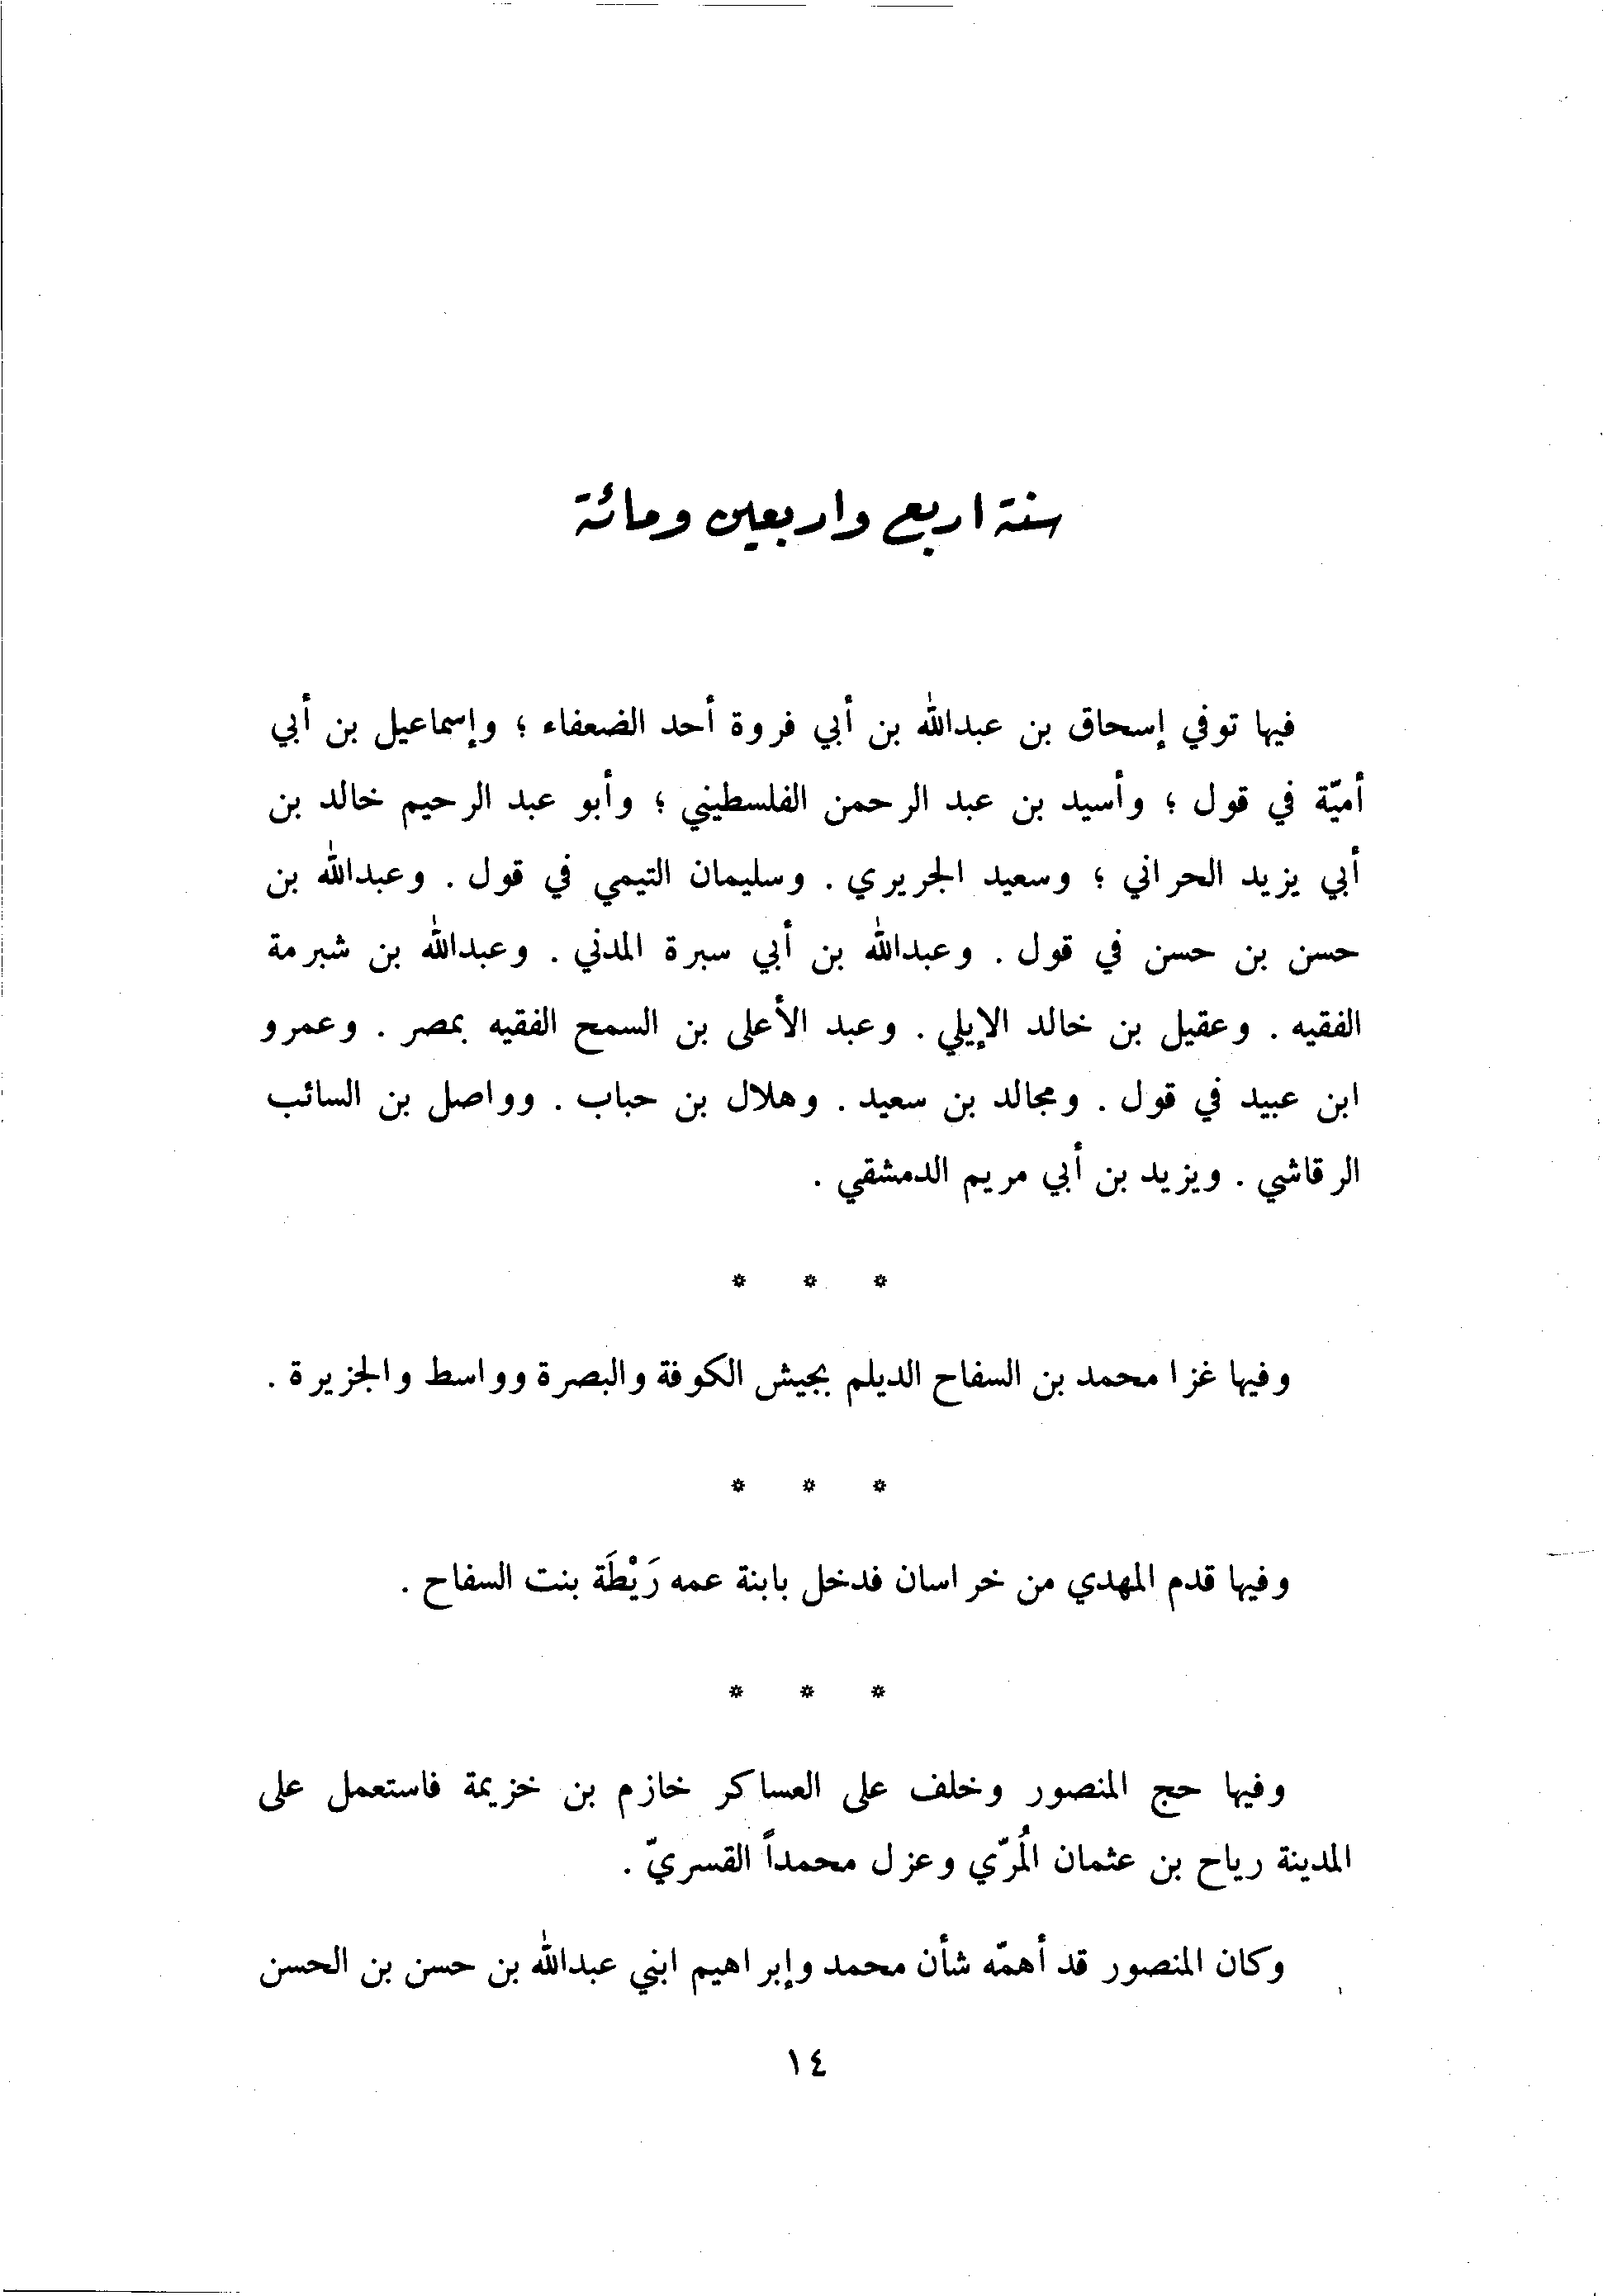 سنة اربع واربعين ومائة
فيها توفي إسحاق بن عبدالله بن أبي فروة أحد الضعفاء ؛ وإسماعيل بن أبي
أميّة في قول ؛ وأسيد بن عبد الرحمن الفلسطيني ؛ وأبو عبد الرحيم خالد بن
أبي يزيد الحراني ؛ وسعيد الجريري . وسليمان التيمي في قول . وعبدالله بن
حسن بن حسن في قول . وعبدالله بن أبي سبرة المدني . وعبدالله بن شبرمة
الفقيه . وعقيل بن خالد الإيلي . وعبد الأعلى بن السمح الفقيه بمصر . وعمرو
ابن عبيد في قول . ومجالد بن سعيد . وهلال بن حباب . وواصل بن السائب
الرقاشي . ويزيد بن أبي مريم الدمشقي .
* * *
وفيها غزا محمد بن السفاح الديلم بجيش الكوفة والبصرة وواسط والجزيرة .
* * *
وفيها قدم المهدي من خراسان فدخل بابنة عمه رَيْطَة بنت السفاح .
* * *
وفيها حج المنصور وخلف على العساكر خازم بن خزيمة فاستعمل على
المدينة رياح بن عثمان المُرّي وعزل محمداً القسريّ .
وكان المنصور قد أهمّه شأن محمد وإبراهيم ابني عبدالله بن حسن بن الحسن
١٤